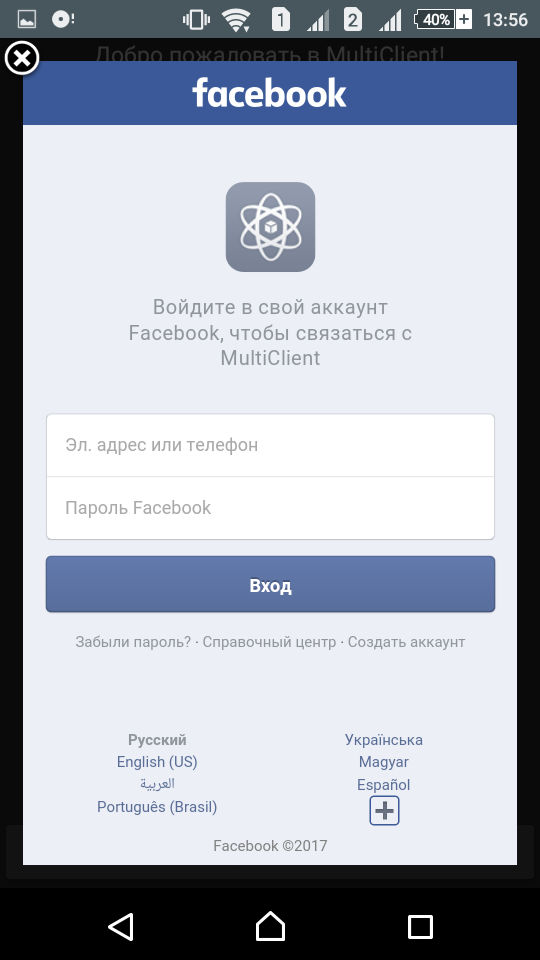 1
2
40%
13:56
Добро пожаловать в MultiClient!
facebook
Войдите в свой аккаунт
Facebook, чтобы связаться с
MultiClient
Эл. адрес или телефон
Пароль Facebook
Вход
Забыли пароль? · Справочный центр · Создать аккаунт
Русский
English (US)
العربية
Português (Brasil)
Українська
Magyar
Español
Facebook ©2017